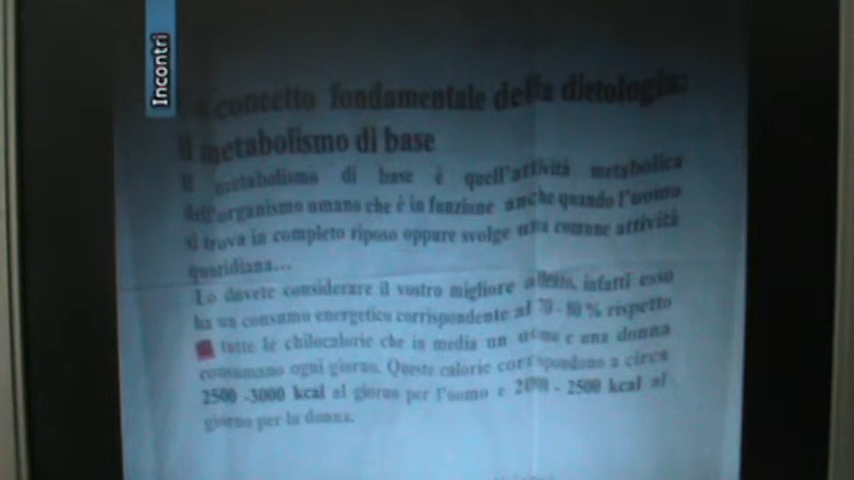 Incontri
Un concetto fondamentale della dietologia:
il metabolismo di base
Il metabolismo di base è quell'attività metabolica
dell'organismo umano che è in funzione anche quando l'uomo
si trova in completo riposo oppure svolge una comune attività
quotidiana...
Lo dovete considerare il vostro migliore alleato, infatti esso
ha un consumo energetico corrispondente al 70 - 80 % rispetto
tutte le chilocalorie che in media un uomo e una donna
consumano ogni giorno. Queste calorie corrispondono a circa
2500 -3000 kcal al giorno per l'uomo e 2000 - 2500 kcal al
giorno per la donna.